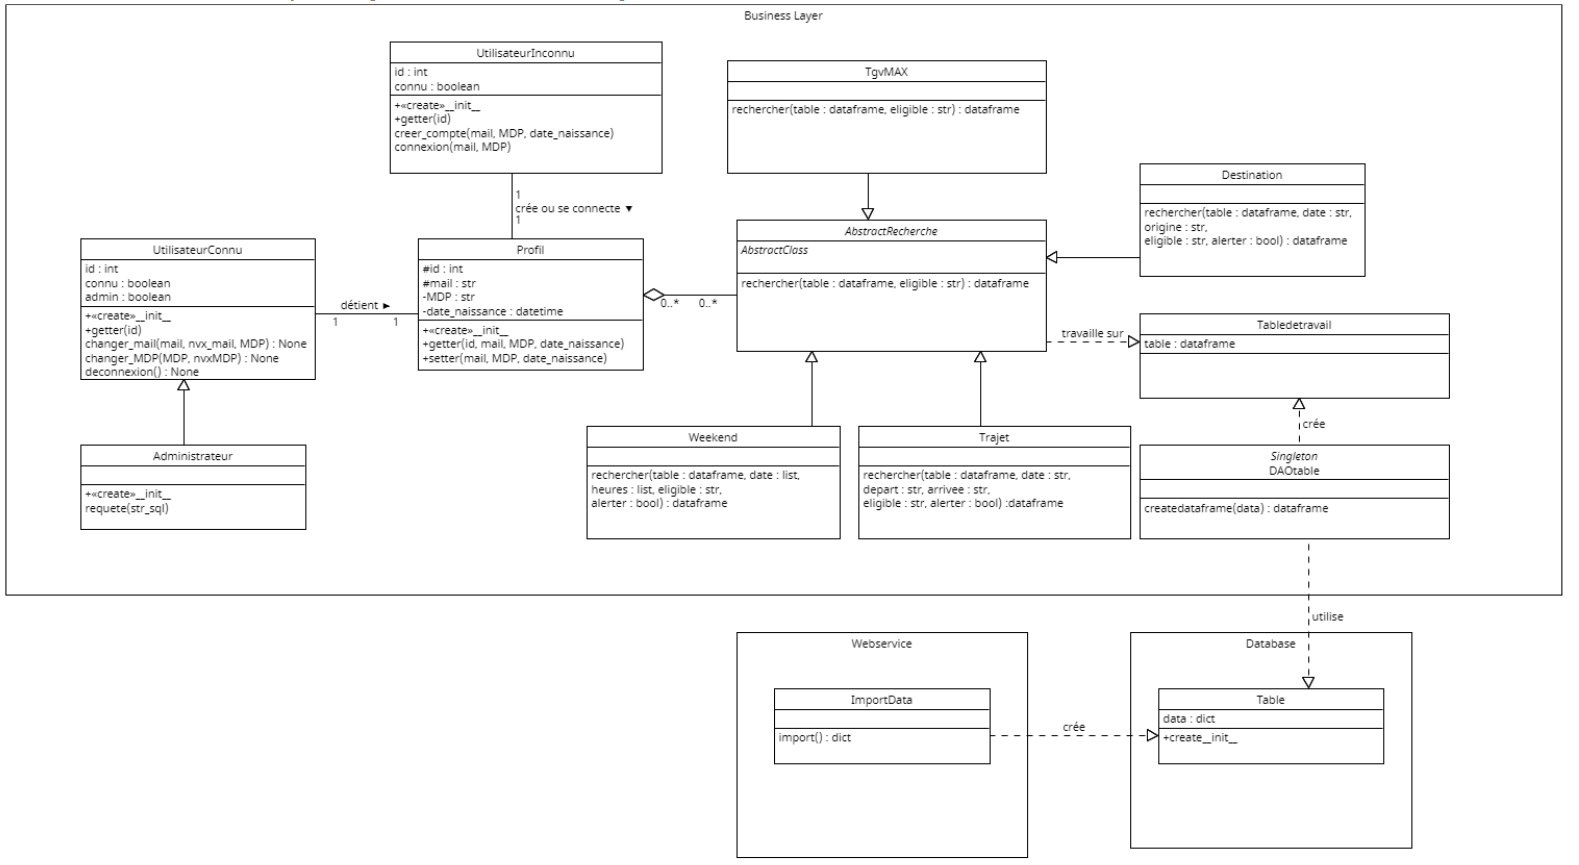 Business Layer
UtilisateurInconnu
id : int
connu : boolean
+«create»__init__
+getter(id)
creer_compte(mail, MDP, date_naissance)
connexion(mail, MDP)
1
crée ou se connecte ▼
1
TgvMAX
rechercher(table : dataframe, eligible : str) : dataframe
Destination
rechercher(table : dataframe, date : str,
origine : str,
eligible : str, alerter : bool) : dataframe
UtilisateurConnu
id : int
connu : boolean
admin : boolean
+«create»__init__
+getter(id)
changer_mail(mail, nvx_mail, MDP) : None
changer_MDP(MDP, nvxMDP) : None
deconnexion() : None
détient ►
1
1
Profil
#id : int
#mail : str
-MDP : str
-date_naissance : datetime
+«create»__init__
+getter(id, mail, MDP, date_naissance)
+setter(mail, MDP, date_naissance)
0..*
0..*
AbstractRecherche
AbstractClass
rechercher(table : dataframe, eligible : str) : dataframe
travaille sur
Tabledetravail
table : dataframe
crée
Administrateur
+«create»__init__
requete(str_sql)
Weekend
rechercher(table : dataframe, date : list,
heures : list, eligible : str,
alerter : bool) : dataframe
Trajet
rechercher(table : dataframe, date : str,
depart : str, arrivee : str,
eligible : str, alerter : bool) :dataframe
Singleton
DAOtable
createdataframe(data) : dataframe
utilise
Webservice
ImportData
import() : dict
crée
Database
Table
data : dict
+create__init__